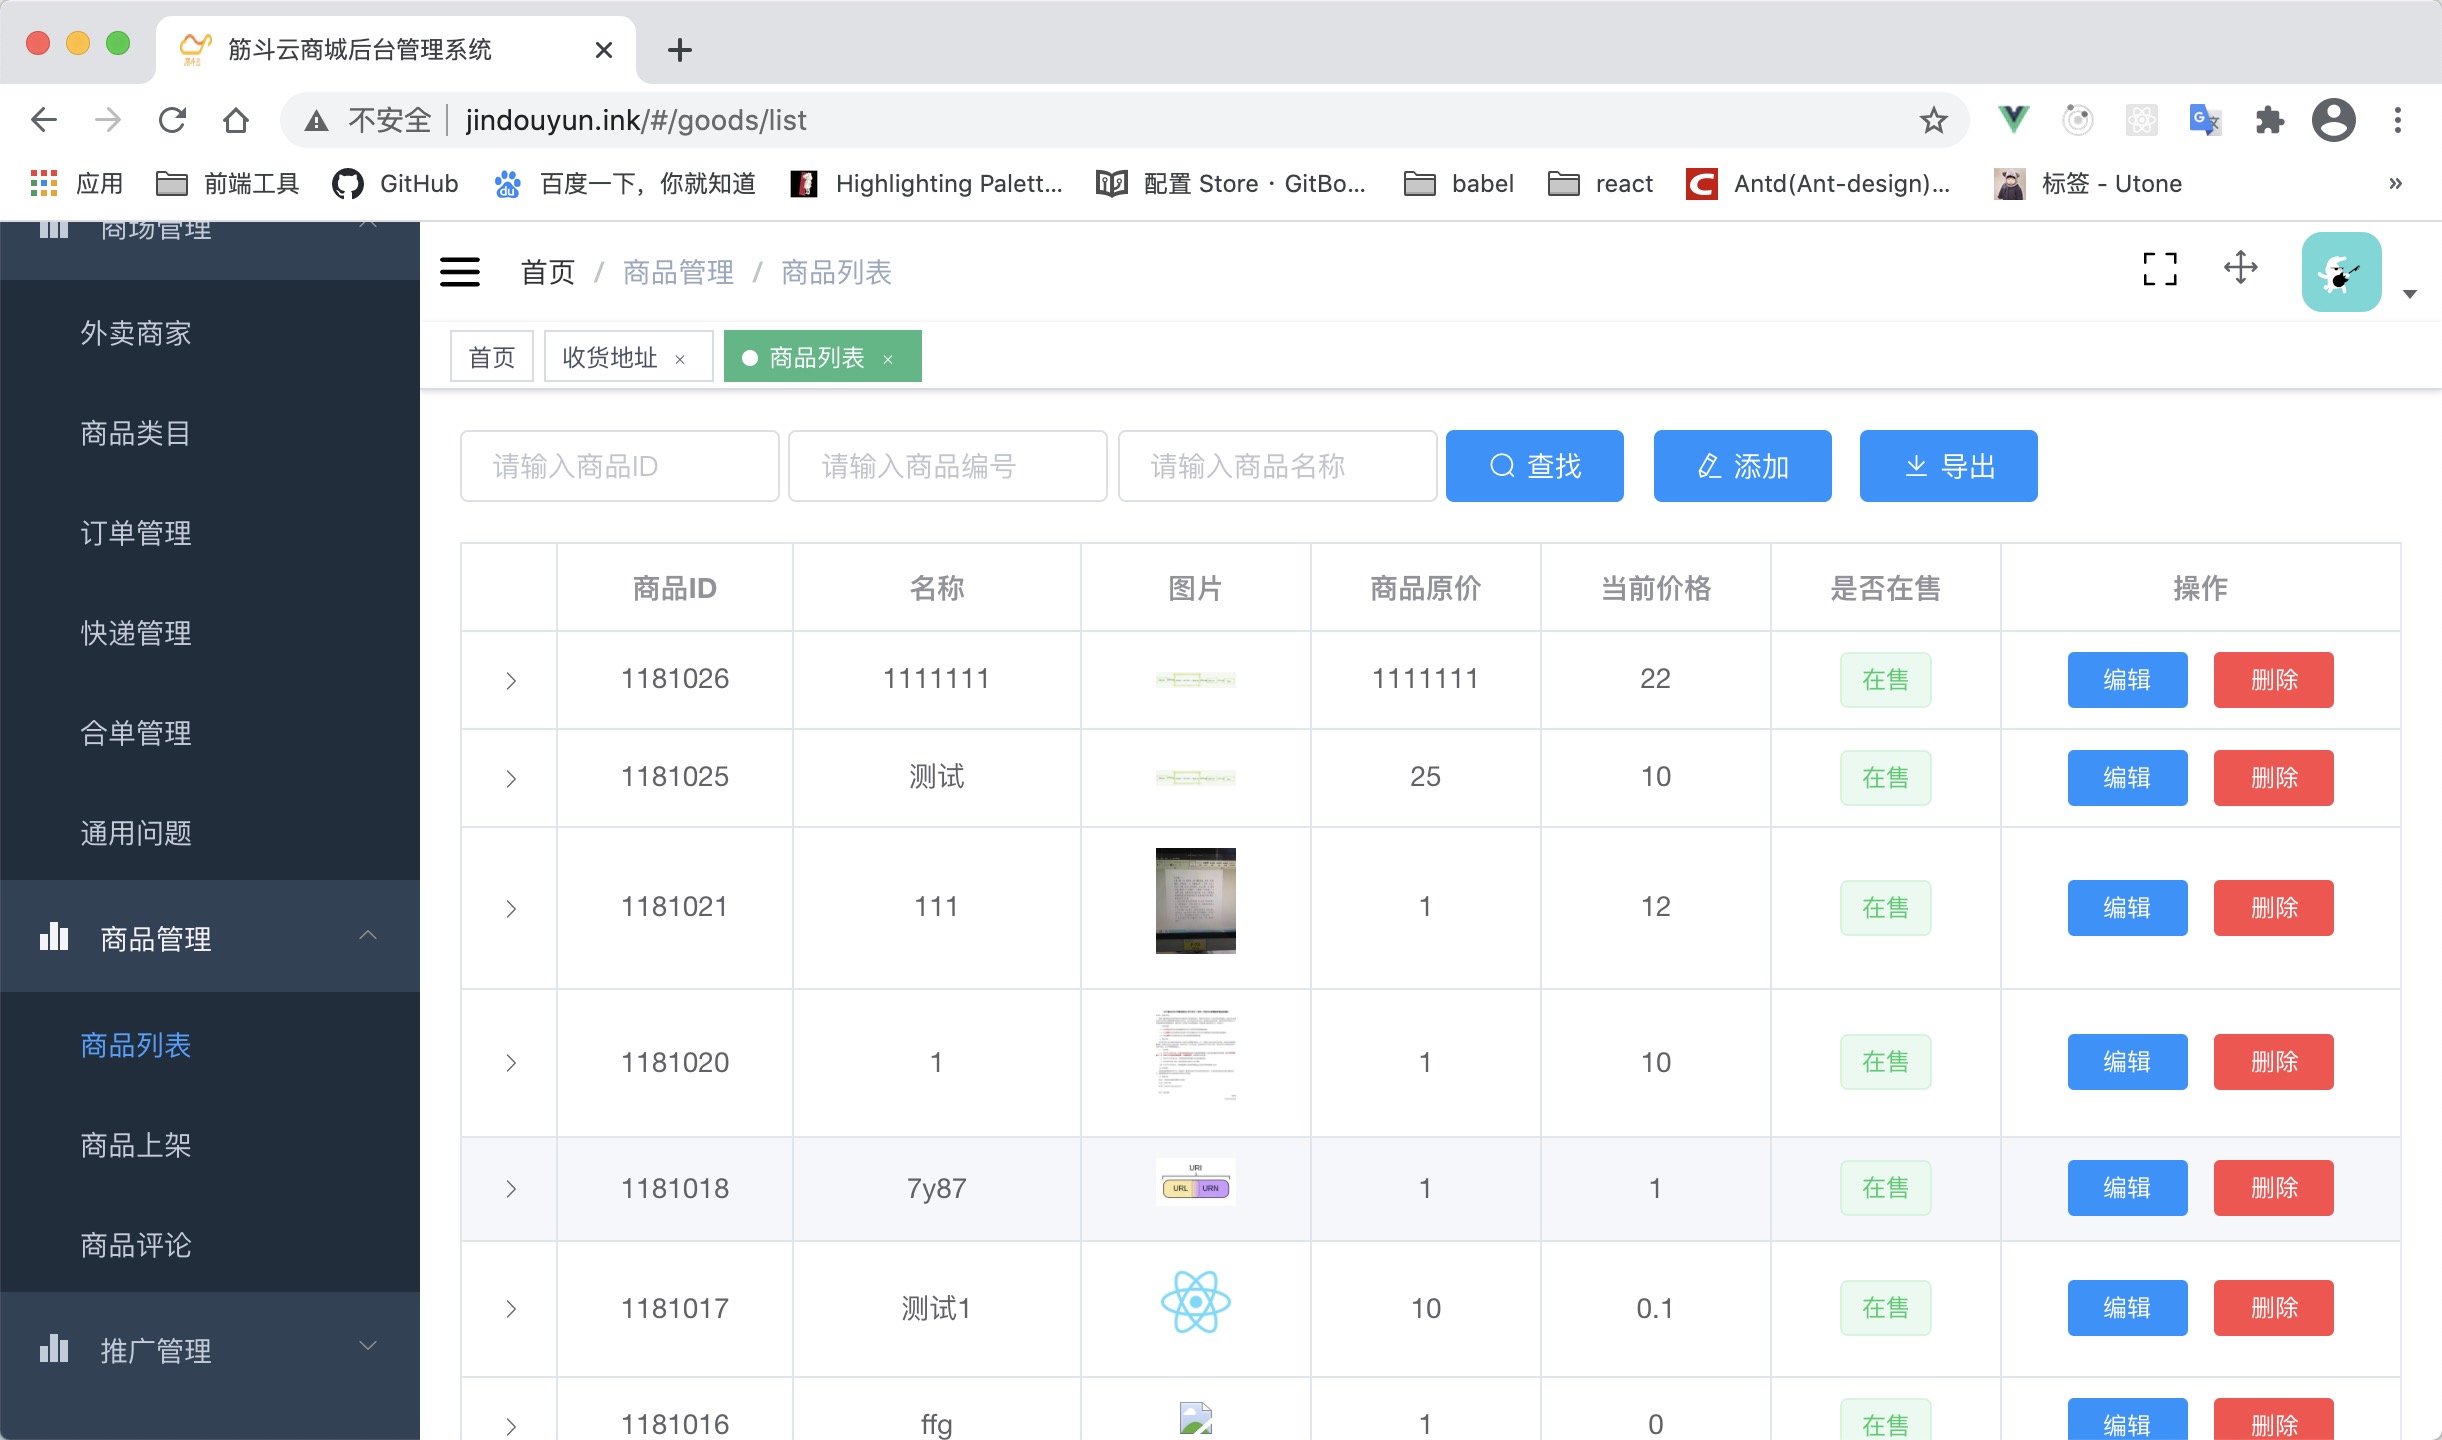 筋斗云商城后台管理系统
不安全 jindouyun.ink/#/goods/list
应用 前端工具 GitHub 百度一下，你就知道 Highlighting Palett... 配置 Store · GitBo... babel react Antd(Ant-design)... 标签 - Utone »
商场管理
外卖商家
商品类目
订单管理
快递管理
合单管理
通用问题
商品管理
商品列表
商品上架
商品评论
推广管理
首页 / 商品管理 / 商品列表
首页 收货地址 × 商品列表 ×
请输入商品ID 请输入商品编号 请输入商品名称 查找 添加 导出
商品ID 名称 图片 商品原价 当前价格 是否在售 操作
1181026 1111111 1111111 22 在售 编辑 删除
1181025 测试 25 10 在售 编辑 删除
1181021 111 1 12 在售 编辑 删除
1181020 1 1 10 在售 编辑 删除
URI
URL URN
1181018 7y87 1 1 在售 编辑 删除
1181017 测试1 10 0.1 在售 编辑 删除
1181016 ffg 1 0 在售 编辑 删除